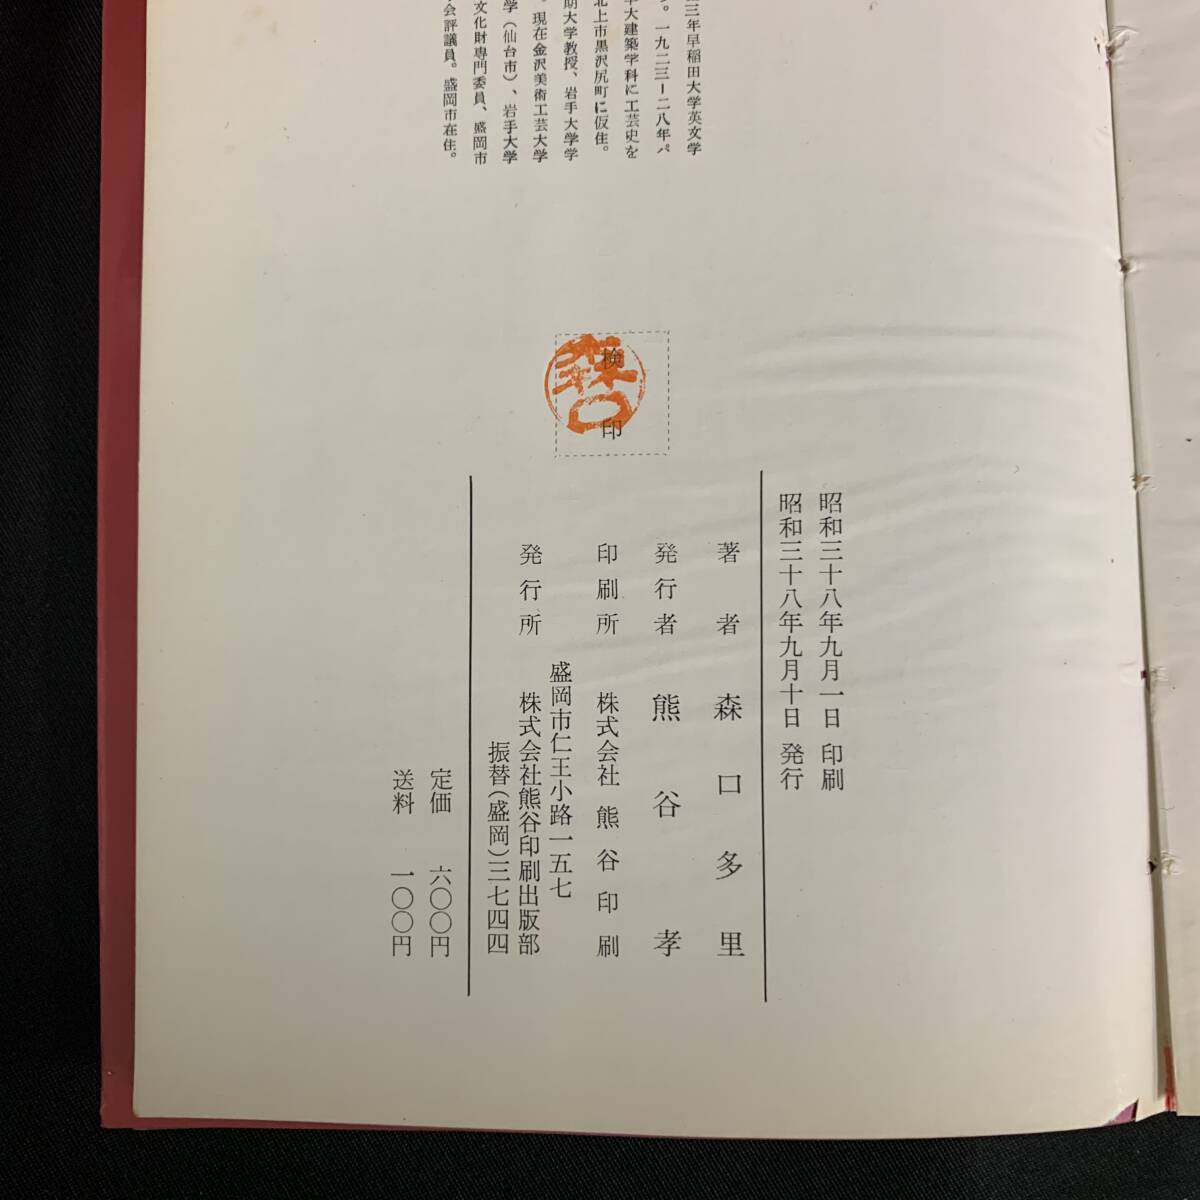 三年早稲田大学英文学
。一九二三－二八年パ
大建築学科に工芸史を
北上市黒沢尻町に仮住。
期大学教授、岩手大学学
。現在金沢美術工芸大学
学（仙台市）、岩手大学
文化財専門委員、盛岡市
会評議員。盛岡市在住。
検印
昭和三十八年九月一日 印刷
昭和三十八年九月十日 発行
著者 森口多里
発行者 熊谷孝
印刷所 株式会社 熊谷印刷
盛岡市仁王小路一五七
発行所 株式会社熊谷印刷出版部
振替（盛岡）三七四四
定価 六〇〇円
送料 一〇〇円